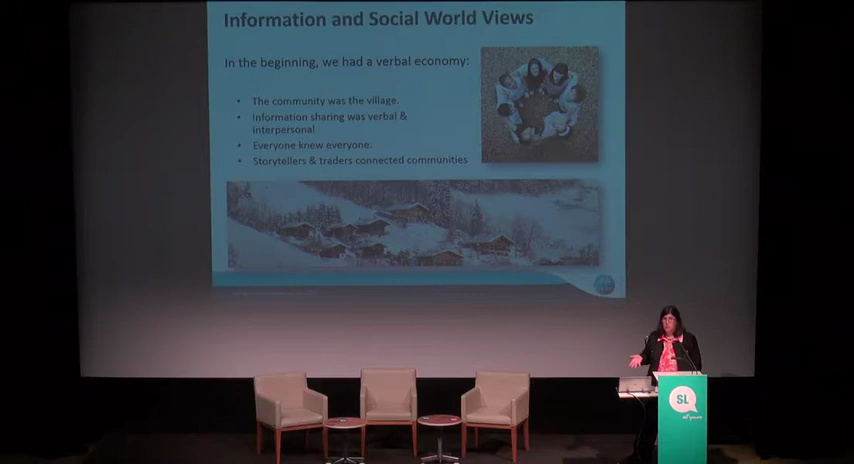 Information and Social World Views
In the beginning, we had a verbal economy:
• The community was the village.
• Information sharing was verbal &
interpersonal
• Everyone knew everyone.
• Storytellers & traders connected communities
SL